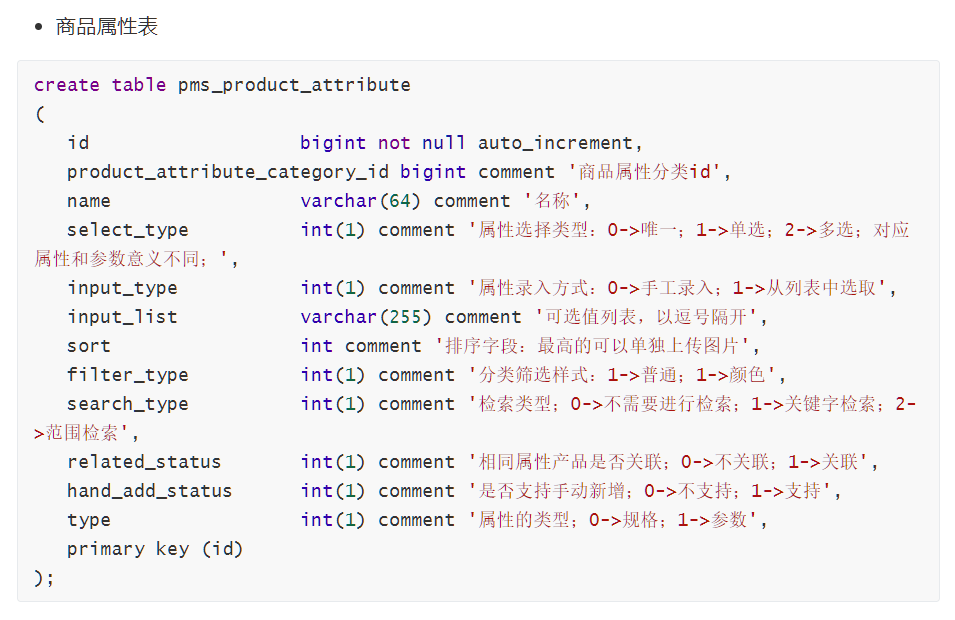 商品属性表
create table pms_product_attribute
(
   id                   bigint not null auto_increment,
   product_attribute_category_id bigint comment '商品属性分类id',
   name                 varchar(64) comment '名称',
   select_type          int(1) comment '属性选择类型：0->唯一；1->单选；2->多选；对应
属性和参数意义不同；',
   input_type           int(1) comment '属性录入方式：0->手工录入；1->从列表中选取',
   input_list           varchar(255) comment '可选值列表，以逗号隔开',
   sort                 int comment '排序字段：最高的可以单独上传图片',
   filter_type          int(1) comment '分类筛选样式：1->普通；1->颜色',
   search_type          int(1) comment '检索类型；0->不需要进行检索；1->关键字检索；2-
>范围检索',
   related_status       int(1) comment '相同属性产品是否关联；0->不关联；1->关联',
   hand_add_status      int(1) comment '是否支持手动新增；0->不支持；1->支持',
   type                 int(1) comment '属性的类型；0->规格；1->参数',
   primary key (id)
);